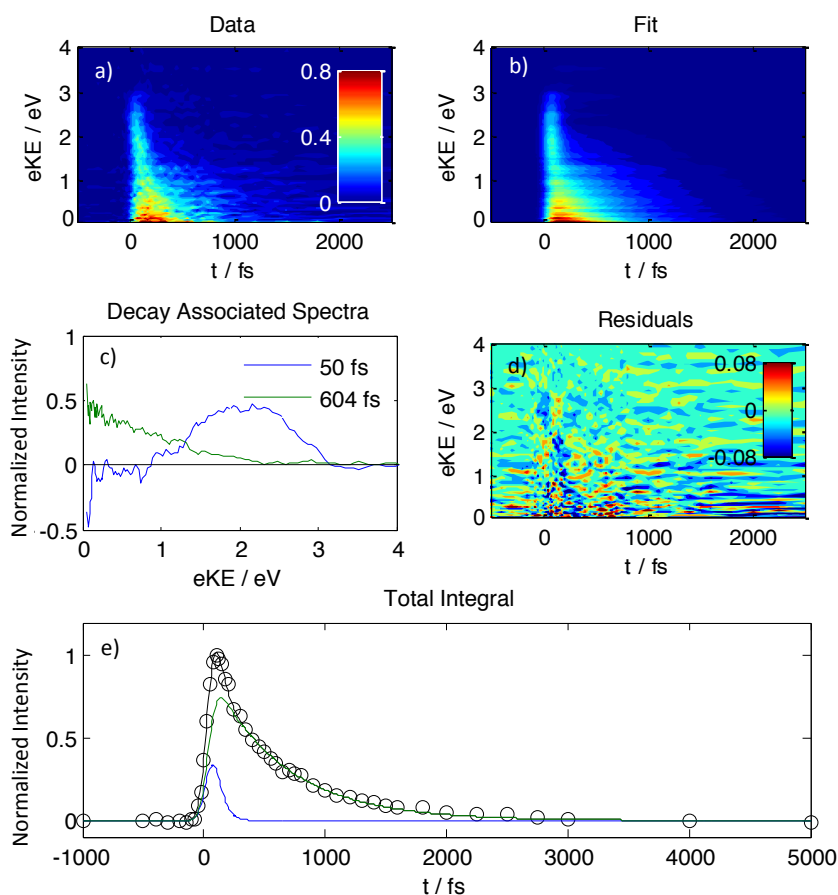 Data
Fit
a)
b)
0.8
0.4
0
4
3
2
1
0
eKE / eV
0 1000 2000
t / fs
4
3
2
1
0
eKE / eV
0 1000 2000
t / fs
Decay Associated Spectra
Residuals
c)
50 fs
604 fs
1
0.5
0
-0.5
Normalized Intensity
0 1 2 3 4
eKE / eV
d)
0.08
0
-0.08
4
3
2
1
0
eKE / eV
0 1000 2000
t / fs
Total Integral
e)
1
0.5
0
Normalized Intensity
-1000 0 1000 2000 3000 4000 5000
t / fs